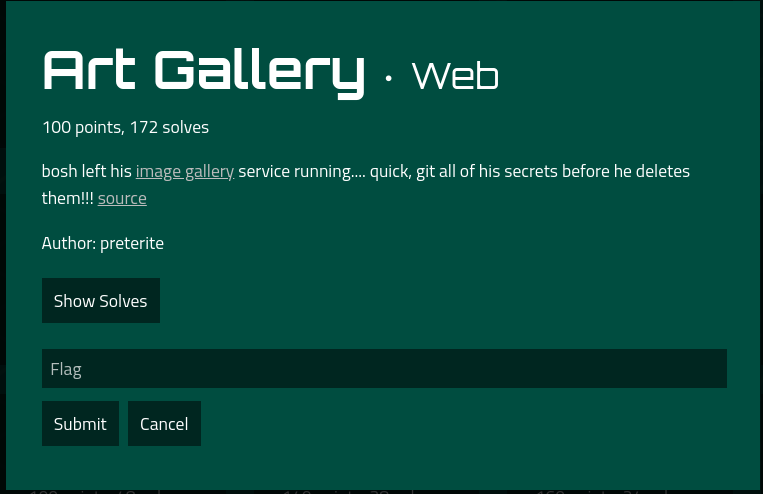 Art Gallery · Web
100 points, 172 solves
bosh left his image gallery service running.... quick, git all of his secrets before he deletes
them!!! source
Author: preterite
Show Solves
Flag
Submit Cancel